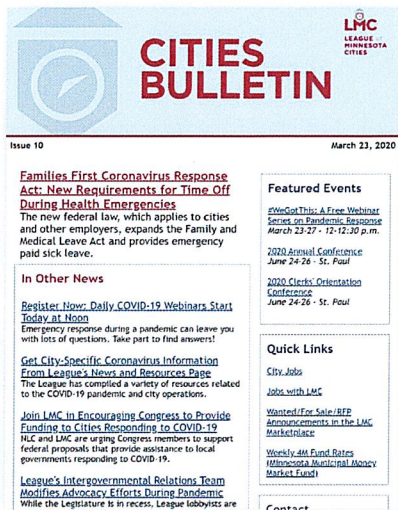 CITIES
BULLETIN
LMC
LEAGUE OF
MINNESOTA
CITIES
Issue 10
March 23, 2020
Families First Coronavirus Response
Act: New Requirements for Time Off
During Health Emergencies
The new federal law, which applies to cities
and other employers, expands the Family and
Medical Leave Act and provides emergency
paid sick leave.
In Other News
Register Now: Daily COVID-19 Webinars Start
Today at Noon
Emergency response during a pandemic can leave you
with lots of questions. Take part to find answers!
Get City-Specific Coronavirus Information
From League's News and Resources Page
The League has compiled a variety of resources related
to the COVID-19 pandemic and city operations.
Join LMC in Encouraging Congress to Provide
Funding to Cities Responding to COVID-19
NLC and LMC are urging Congress members to support
federal proposals that provide assistance to local
governments responding to COVID-19.
League's Intergovernmental Relations Team
Modifies Advocacy Efforts During Pandemic
While the Legislature is in recess, League lobbyists are
Featured Events
#WeGotThis: A Free Webinar
Series on Pandemic Response
March 23-27 - 12-12:30 p.m.
2020 Annual Conference
June 24-26 - St. Paul
2020 Clerks' Orientation
Conference
June 24-26 - St. Paul
Quick Links
City Jobs
Jobs with LMC
Wanted/For Sale/RFP
Announcements in the LMC
Marketplace
Weekly 4M Fund Rates
(Minnesota Municipal Money
Market Fund)
Contact